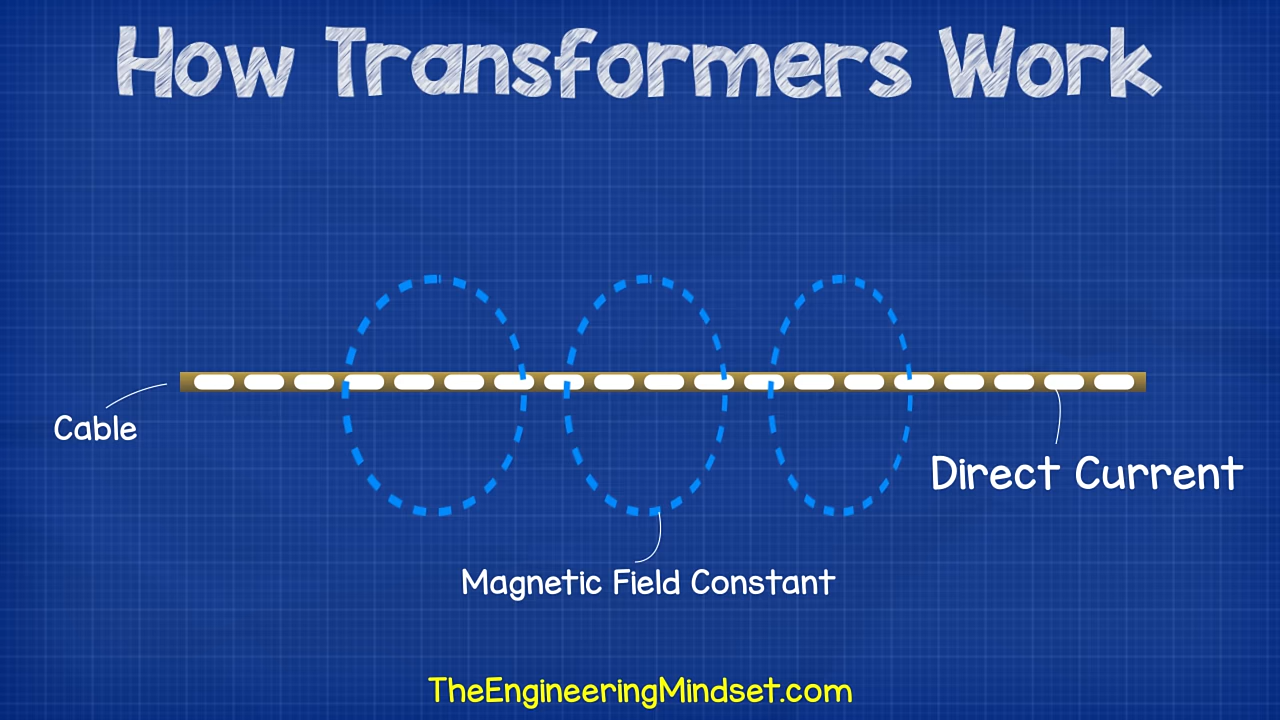 How Transformers Work
Cable
Direct Current
Magnetic Field Constant
TheEngineeringMindset.com